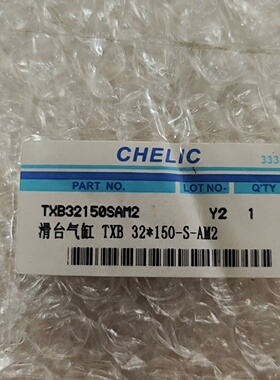 CHELIC
333
PART NO. LOT NO- Q'TY
TXB32150SAM2 Y2 1
滑台气缸 TXB 32*150-S-AM2